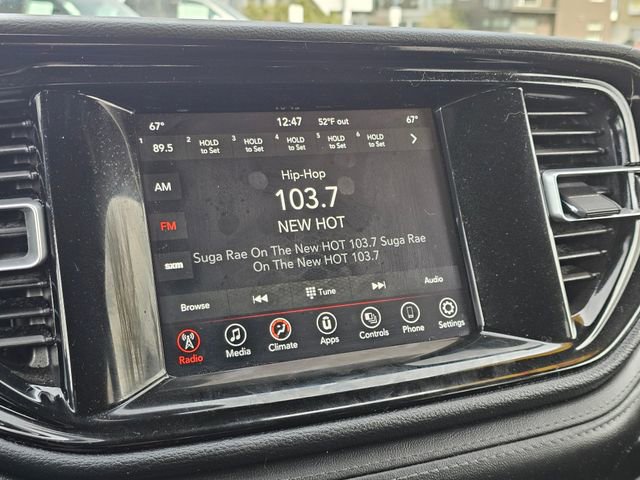 67° 12:47 52°F out 67°
1 89.5 2 HOLD to Set 3 HOLD to Set 4 HOLD to Set 5 HOLD to Set 6 HOLD to Set >
AM
FM
sxm
Hip-Hop
103.7
NEW HOT
Suga Rae On The New HOT 103.7 Suga Rae
On The New HOT 103.7
Browse Tune Audio
Radio Media Climate Apps Controls Phone Settings